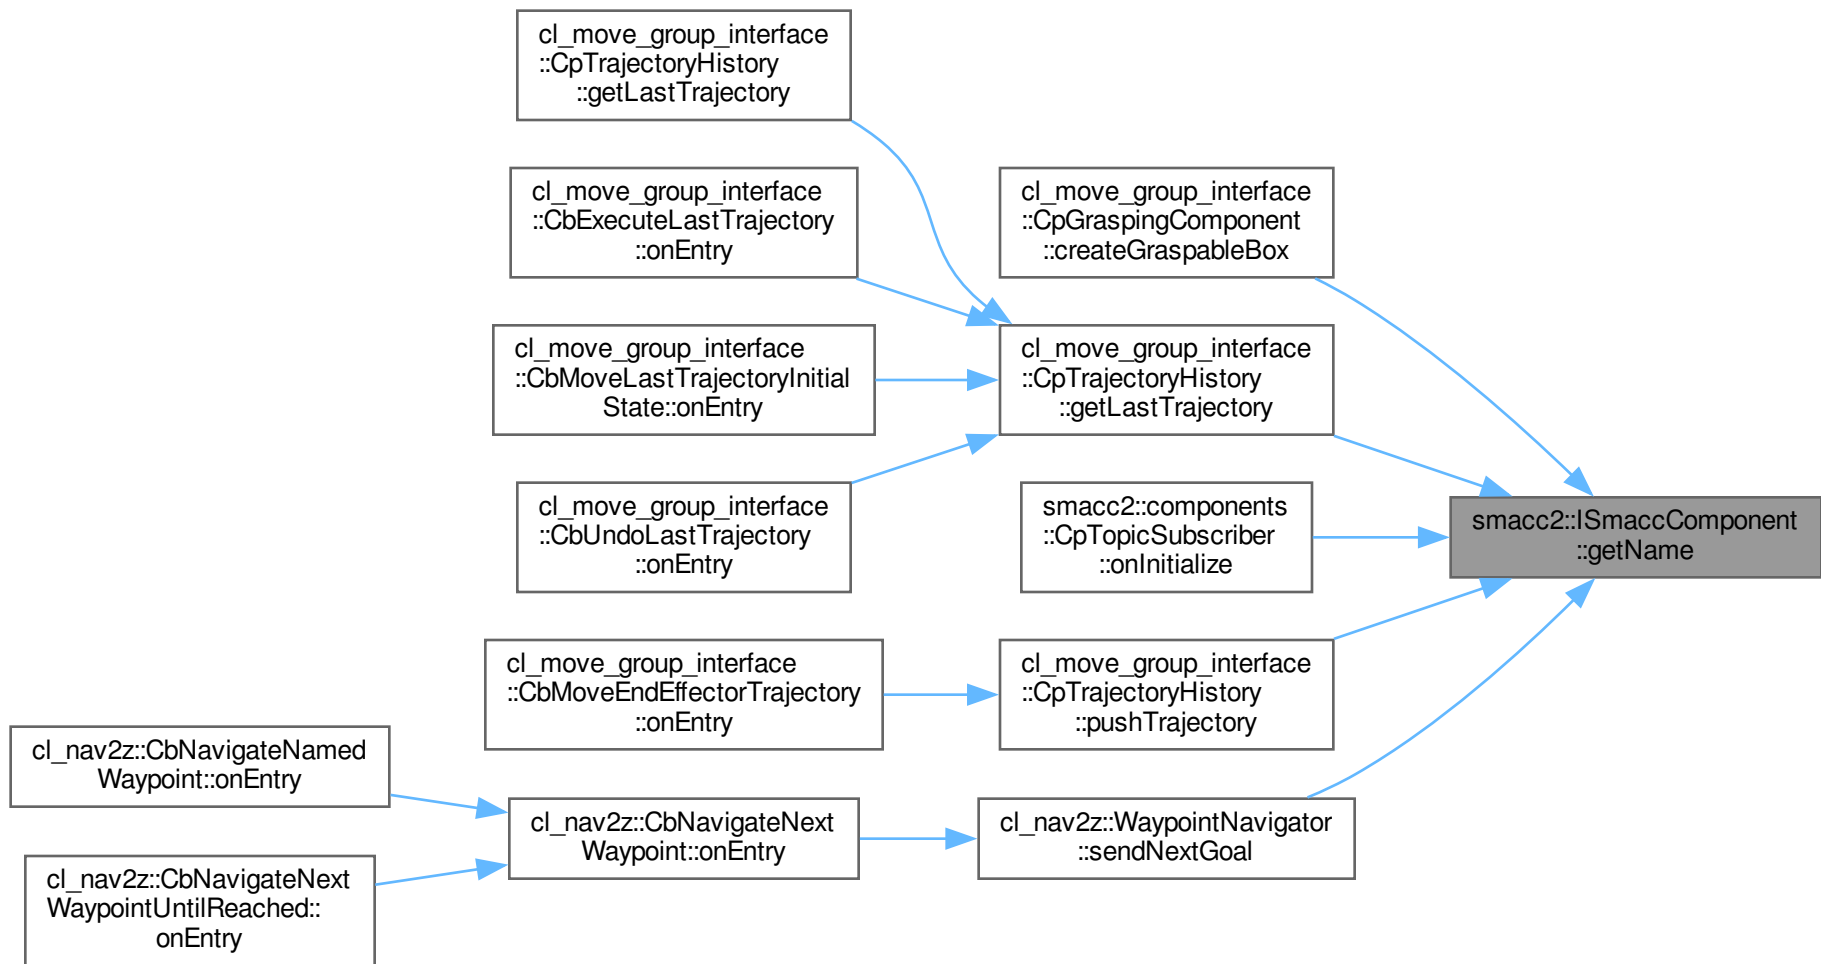 cl_move_group_interface
::CpTrajectoryHistory
::getLastTrajectory
cl_move_group_interface
::CbExecuteLastTrajectory
::onEntry
cl_move_group_interface
::CpGraspingComponent
::createGraspableBox
cl_move_group_interface
::CbMoveLastTrajectoryInitial
State::onEntry
cl_move_group_interface
::CpTrajectoryHistory
::getLastTrajectory
cl_move_group_interface
::CbUndoLastTrajectory
::onEntry
smacc2::components
::CpTopicSubscriber
::onInitialize
smacc2::ISmaccComponent
::getName
cl_move_group_interface
::CbMoveEndEffectorTrajectory
::onEntry
cl_move_group_interface
::CpTrajectoryHistory
::pushTrajectory
cl_nav2z::CbNavigateNamed
Waypoint::onEntry
cl_nav2z::CbNavigateNext
Waypoint::onEntry
cl_nav2z::WaypointNavigator
::sendNextGoal
cl_nav2z::CbNavigateNext
WaypointUntilReached::
onEntry